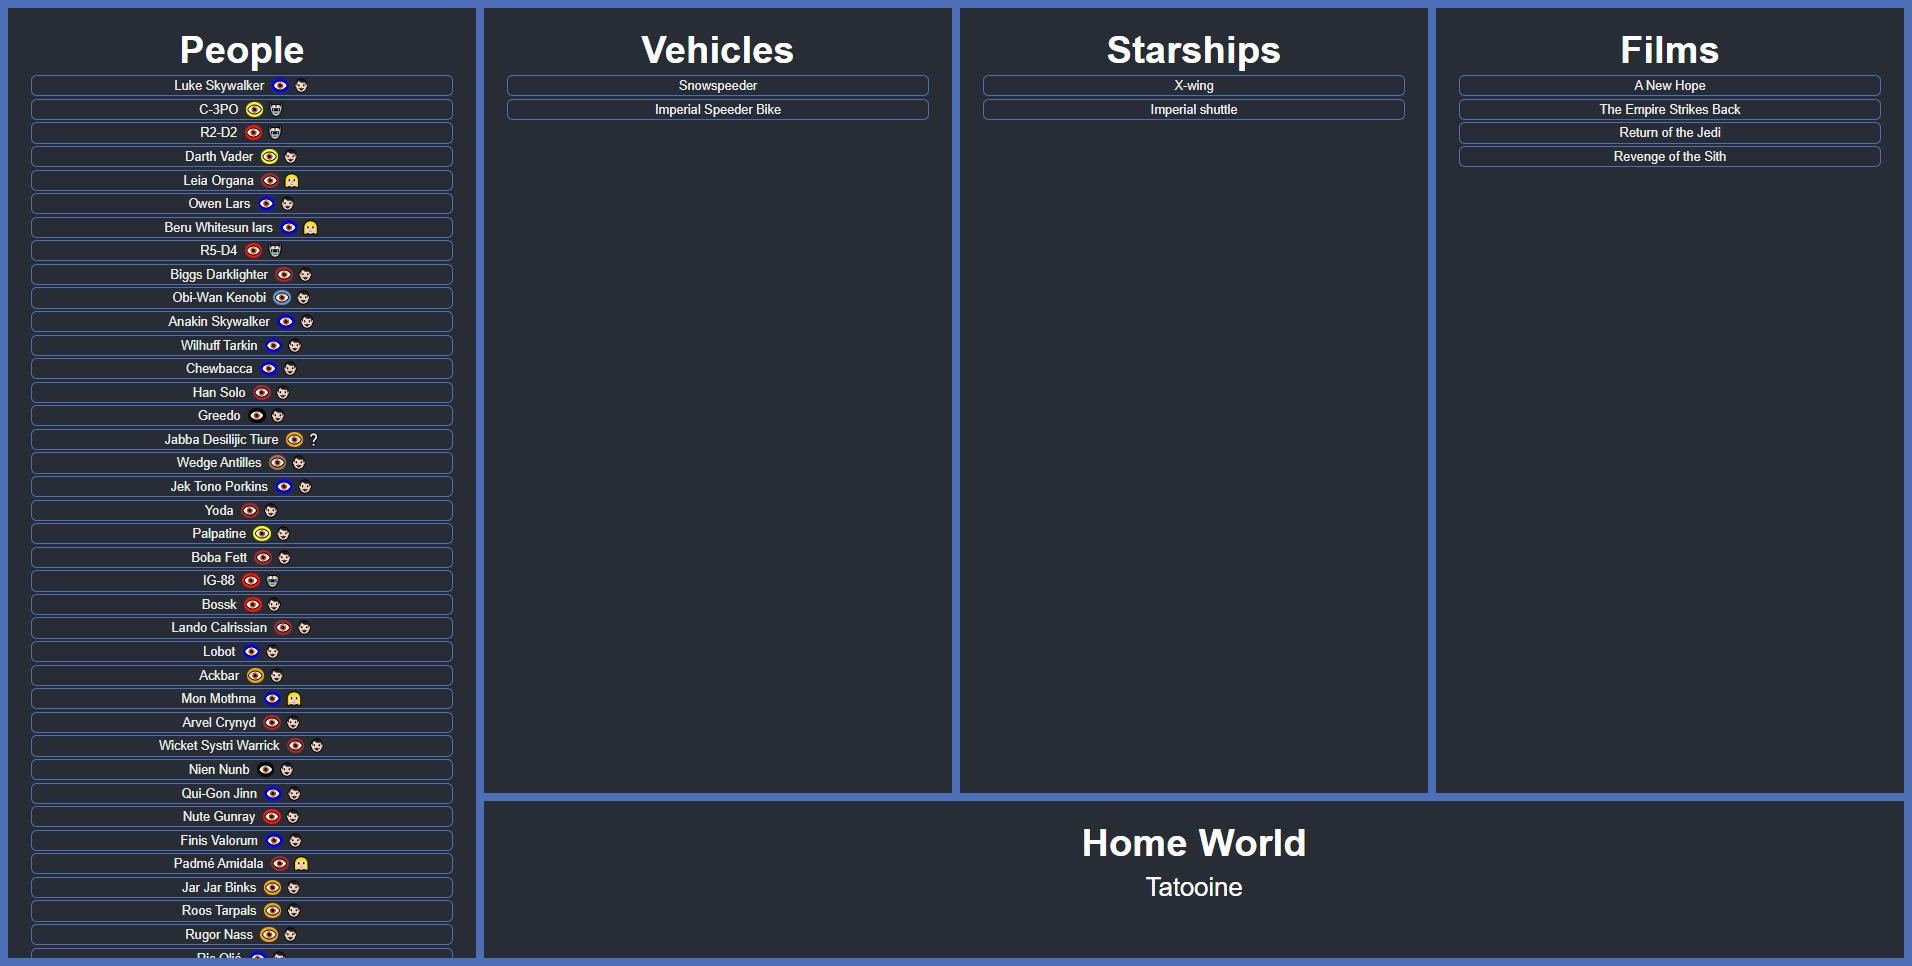 People
Luke Skywalker
C-3PO
R2-D2
Darth Vader
Leia Organa
Owen Lars
Beru Whitesun lars
R5-D4
Biggs Darklighter
Obi-Wan Kenobi
Anakin Skywalker
Wilhuff Tarkin
Chewbacca
Han Solo
Greedo
Jabba Desilijic Tiure ?
Wedge Antilles
Jek Tono Porkins
Yoda
Palpatine
Boba Fett
IG-88
Bossk
Lando Calrissian
Lobot
Ackbar
Mon Mothma
Arvel Crynyd
Wicket Systri Warrick
Nien Nunb
Qui-Gon Jinn
Nute Gunray
Finis Valorum
Padmé Amidala
Jar Jar Binks
Roos Tarpals
Rugor Nass
Ric Olié
Vehicles
Snowspeeder
Imperial Speeder Bike
Starships
X-wing
Imperial shuttle
Films
A New Hope
The Empire Strikes Back
Return of the Jedi
Revenge of the Sith
Home World
Tatooine